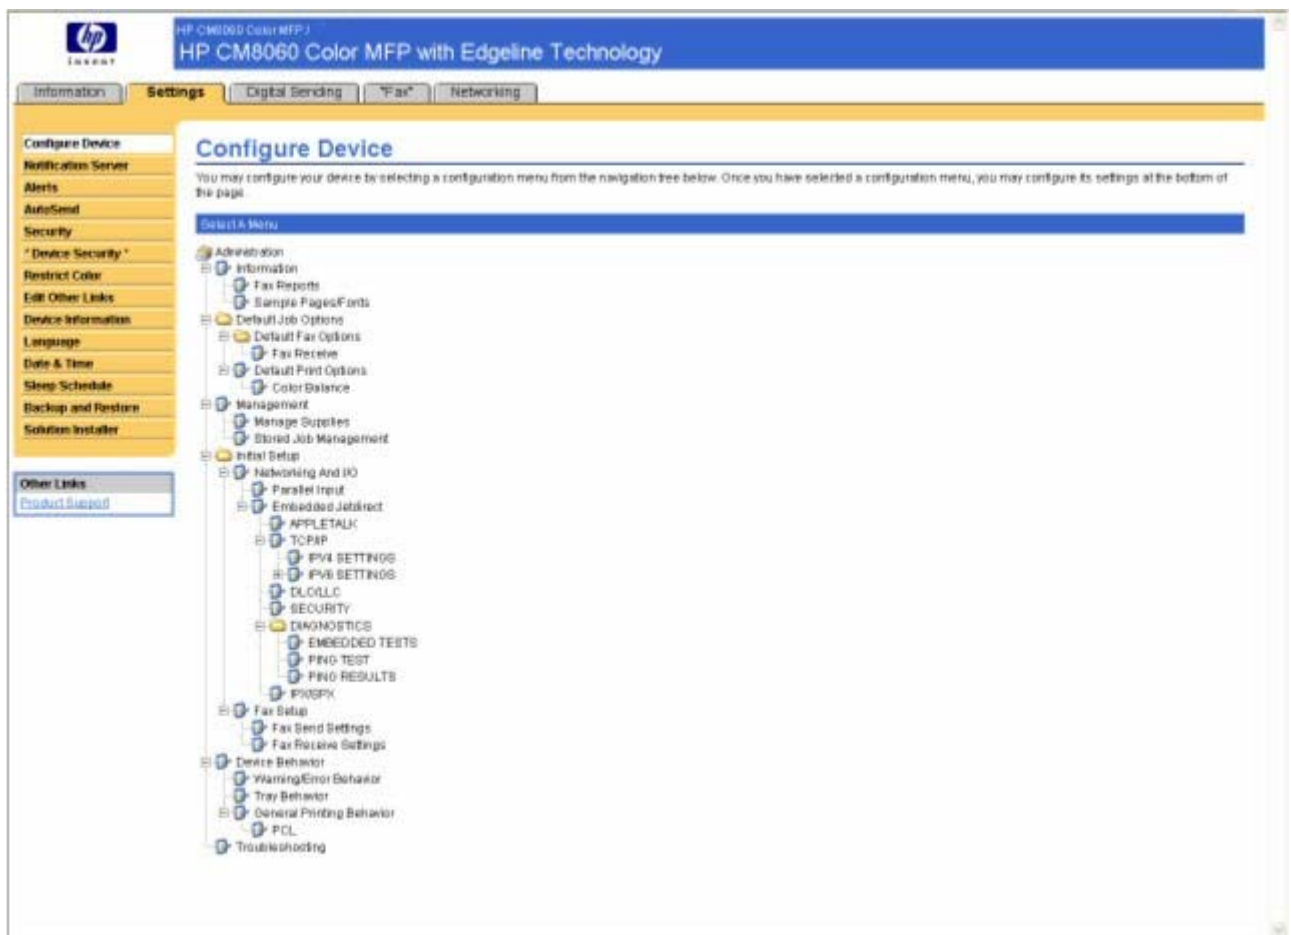 hp
invent
HP CM8060 Color MFP /
HP CM8060 Color MFP with Edgeline Technology
Information
Settings
Digital Sending
"Fax"
Networking
Configure Device
Notification Server
Alerts
AutoSend
Security
* Device Security *
Restrict Color
Edit Other Links
Device Information
Language
Date & Time
Sleep Schedule
Backup and Restore
Solution Installer
Other Links
Product Support
Configure Device
You may configure your device by selecting a configuration menu from the navigation tree below. Once you have selected a configuration menu, you may configure its settings at the bottom of
the page.
Select A Menu
Administration
Information
Fax Reports
Sample Pages/Fonts
Default Job Options
Default Fax Options
Fax Receive
Default Print Options
Color Balance
Management
Manage Supplies
Stored Job Management
Initial Setup
Networking And I/O
Parallel Input
Embedded Jetdirect
APPLETALK
TCP/IP
IPV4 SETTINGS
IPV6 SETTINGS
DLC/LLC
SECURITY
DIAGNOSTICS
EMBEDDED TESTS
PING TEST
PING RESULTS
IPX/SPX
Fax Setup
Fax Send Settings
Fax Receive Settings
Device Behavior
Warning/Error Behavior
Tray Behavior
General Printing Behavior
PCL
Troubleshooting